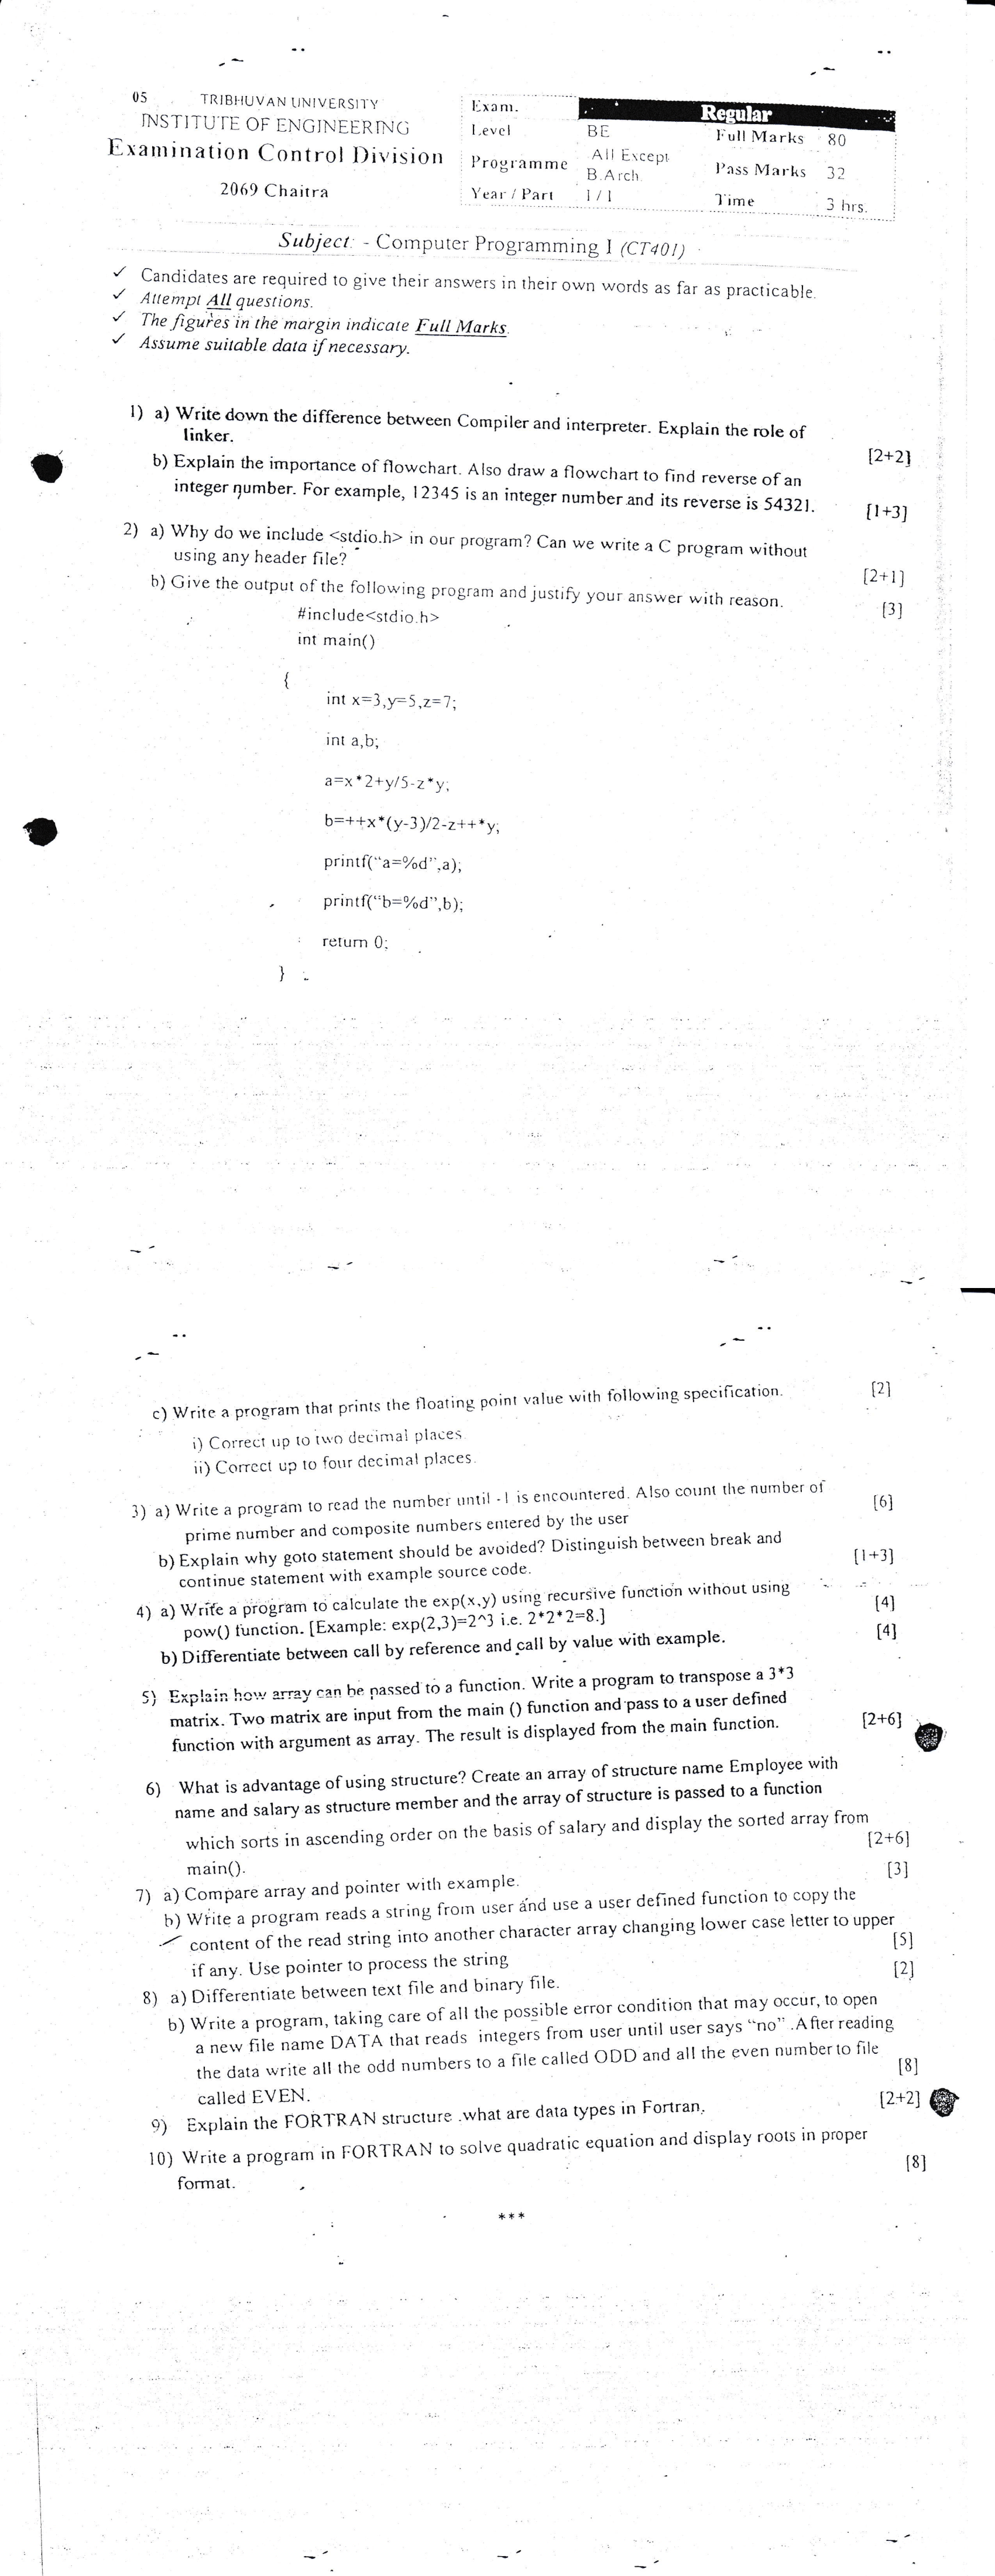 05 TRIBHUVAN UNIVERSITY
INSTITUTE OF ENGINEERING
Examination Control Division
2069 Chaitra
Exam. Regular
Level BE Full Marks 80
Programme All Except B.Arch. Pass Marks 32
Year / Part I / I Time 3 hrs.
Subject: - Computer Programming I (CT401)
✓ Candidates are required to give their answers in their own words as far as practicable.
✓ Attempt All questions.
✓ The figures in the margin indicate Full Marks.
✓ Assume suitable data if necessary.
1) a) Write down the difference between Compiler and interpreter. Explain the role of
linker. [2+2]
b) Explain the importance of flowchart. Also draw a flowchart to find reverse of an
integer number. For example, 12345 is an integer number and its reverse is 54321. [1+3]
2) a) Why do we include <stdio.h> in our program? Can we write a C program without
using any header file? [2+1]
b) Give the output of the following program and justify your answer with reason. [3]
#include<stdio.h>
int main()
{
int x=3,y=5,z=7;
int a,b;
a=x*2+y/5-z*y;
b=++x*(y-3)/2-z++*y;
printf("a=%d",a);
printf("b=%d",b);
return 0;
}
c) Write a program that prints the floating point value with following specification. [2]
i) Correct up to two decimal places.
ii) Correct up to four decimal places.
3) a) Write a program to read the number until -1 is encountered. Also count the number of
prime number and composite numbers entered by the user [6]
b) Explain why goto statement should be avoided? Distinguish between break and
continue statement with example source code. [1+3]
4) a) Write a program to calculate the exp(x,y) using recursive function without using
pow() function. [Example: exp(2,3)=2^3 i.e. 2*2*2=8.] [4]
b) Differentiate between call by reference and call by value with example. [4]
5) Explain how array can be passed to a function. Write a program to transpose a 3*3
matrix. Two matrix are input from the main () function and pass to a user defined
function with argument as array. The result is displayed from the main function. [2+6]
6) What is advantage of using structure? Create an array of structure name Employee with
name and salary as structure member and the array of structure is passed to a function
which sorts in ascending order on the basis of salary and display the sorted array from
main(). [2+6]
7) a) Compare array and pointer with example. [3]
b) Write a program reads a string from user and use a user defined function to copy the
content of the read string into another character array changing lower case letter to upper
if any. Use pointer to process the string [5]
8) a) Differentiate between text file and binary file. [2]
b) Write a program, taking care of all the possible error condition that may occur, to open
a new file name DATA that reads integers from user until user says "no" .After reading
the data write all the odd numbers to a file called ODD and all the even number to file
called EVEN. [8]
9) Explain the FORTRAN structure .what are data types in Fortran. [2+2]
10) Write a program in FORTRAN to solve quadratic equation and display roots in proper
format. [8]
***